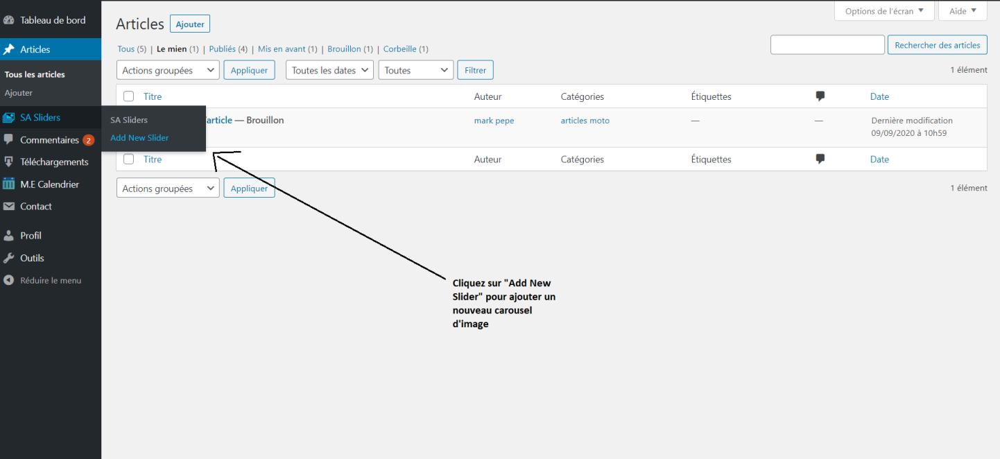 Options de l'écran ▼ Aide ▼
Tableau de bord
Articles
Tous les articles
Ajouter
SA Sliders
Commentaires 2
Téléchargements
M.E Calendrier
Contact
Profil
Outils
Réduire le menu
SA Sliders
Add New Slider
Articles Ajouter
Tous (5) | Le mien (1) | Publiés (4) | Mis en avant (1) | Brouillon (1) | Corbeille (1)
Rechercher des articles
Actions groupées Appliquer Toutes les dates Toutes Filtrer
1 élément
Titre Auteur Catégories Étiquettes Date
article — Brouillon mark pepe articles moto — — Dernière modification
09/09/2020 à 10h59
Titre Auteur Catégories Étiquettes Date
Actions groupées Appliquer
1 élément
Cliquez sur "Add New
Slider" pour ajouter un
nouveau carousel
d'image